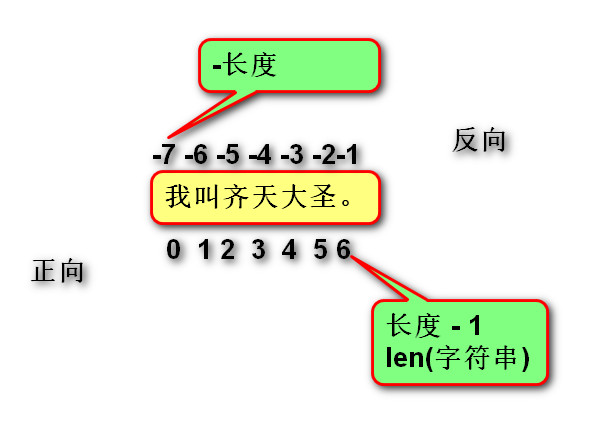 -长度
反向
-7 -6 -5 -4 -3 -2-1
我叫齐天大圣。
0 1 2 3 4 5 6
正向
长度 - 1
len(字符串)